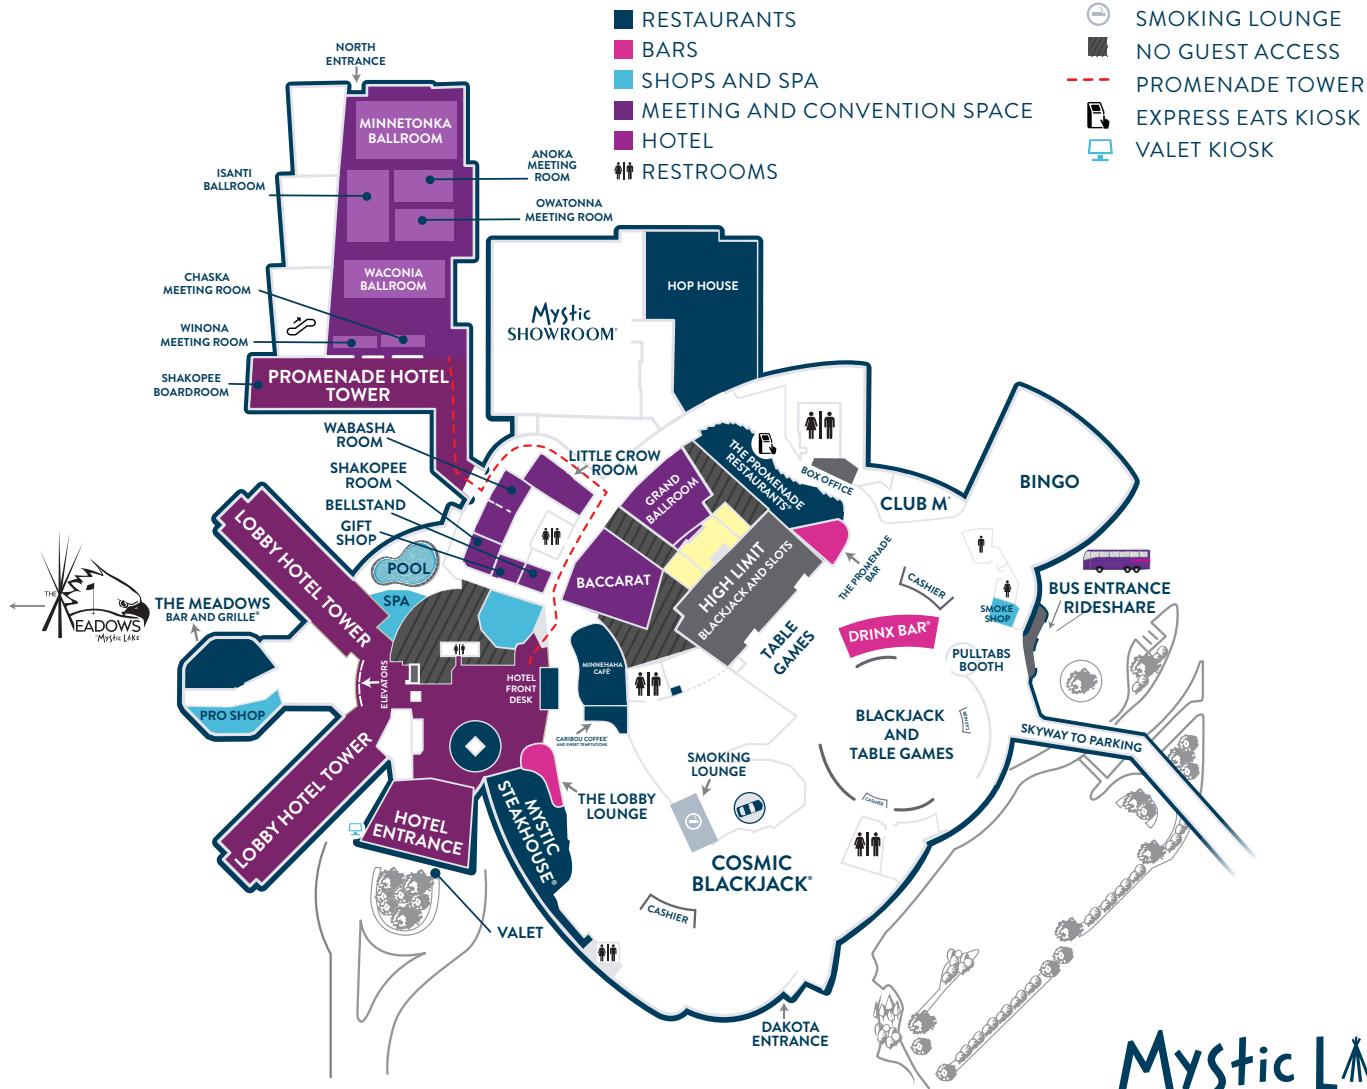 RESTAURANTS
BARS
SHOPS AND SPA
MEETING AND CONVENTION SPACE
HOTEL
RESTROOMS
SMOKING LOUNGE
NO GUEST ACCESS
PROMENADE TOWER
EXPRESS EATS KIOSK
VALET KIOSK
NORTH
ENTRANCE
MINNETONKA
BALLROOM
ISANTI
BALLROOM
ANOKA
MEETING
ROOM
OWATONNA
MEETING ROOM
WACONIA
BALLROOM
CHASKA
MEETING ROOM
WINONA
MEETING ROOM
SHAKOPEE
BOARDROOM
PROMENADE HOTEL
TOWER
Mystic
SHOWROOM®
HOP HOUSE
WABASHA
ROOM
SHAKOPEE
ROOM
BELLSTAND
GIFT
SHOP
LITTLE CROW
ROOM
GRAND
BALLROOM
THE PROMENADE
RESTAURANTS®
BOX OFFICE
CLUB M®
BINGO
THE PROMENADE
BAR
BACCARAT
HIGH LIMIT
BLACKJACK AND SLOTS
TABLE
GAMES
CASHIER
DRINX BAR®
SMOKE
SHOP
PULLTABS
BOOTH
BUS ENTRANCE
RIDESHARE
SKYWAY TO PARKING
BLACKJACK
AND
TABLE GAMES
CASHIER
CASHIER
LOBBY HOTEL TOWER
POOL
SPA
THE
MEADOWS
at Mystic Lake
THE MEADOWS
BAR AND GRILLE®
PRO SHOP
ELEVATORS
HOTEL
FRONT
DESK
MINNEHAHA
CAFÉ®
CARIBOU COFFEE®
AND SWEET TEMPTATIONS
LOBBY HOTEL TOWER
HOTEL
ENTRANCE
MYSTIC
STEAKHOUSE®
THE LOBBY
LOUNGE
SMOKING
LOUNGE
COSMIC
BLACKJACK®
CASHIER
VALET
DAKOTA
ENTRANCE
Mystic LA